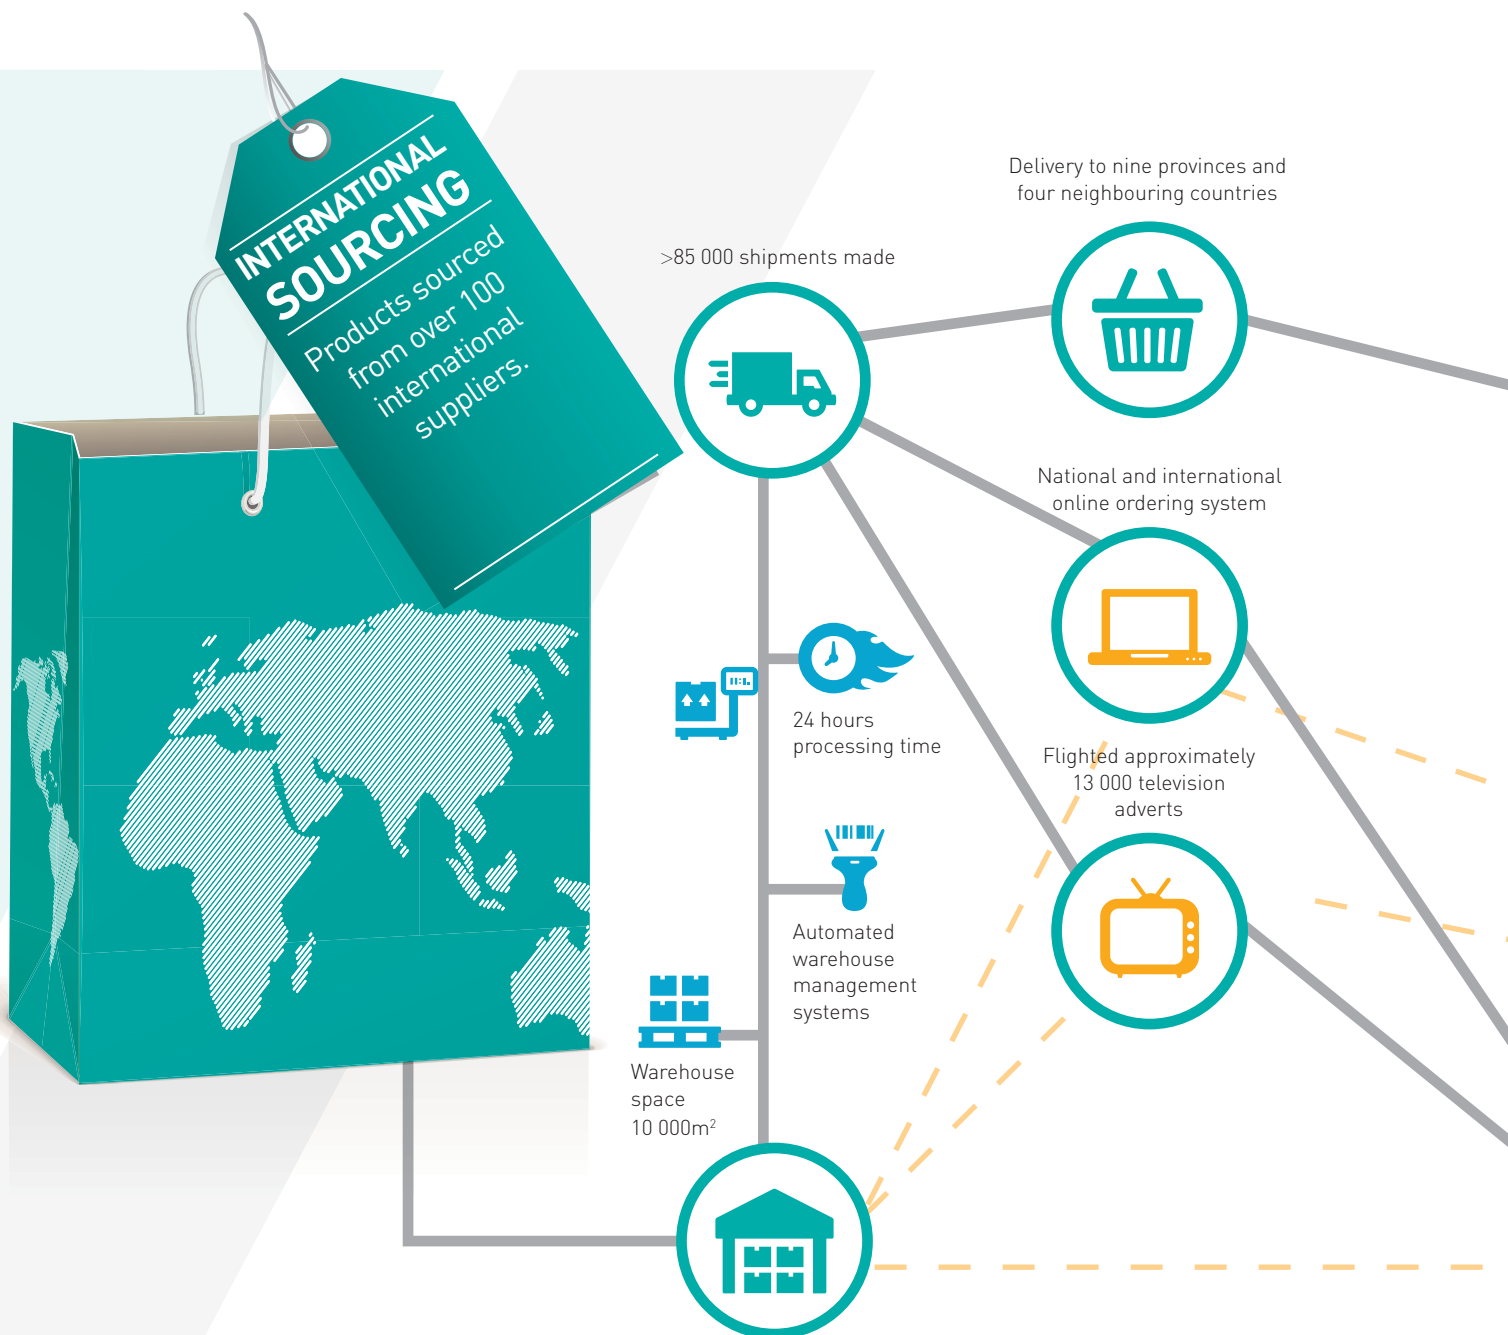 INTERNATIONAL
SOURCING
Products sourced
from over 100
international
suppliers.
>85 000 shipments made
Delivery to nine provinces and
four neighbouring countries
National and international
online ordering system
24 hours
processing time
Flighted approximately
13 000 television
adverts
Automated
warehouse
management
systems
Warehouse
space
10 000m²